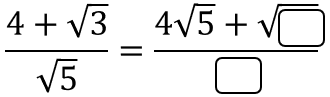 (4 + √3)/√5 = (4√5 + √□)/□